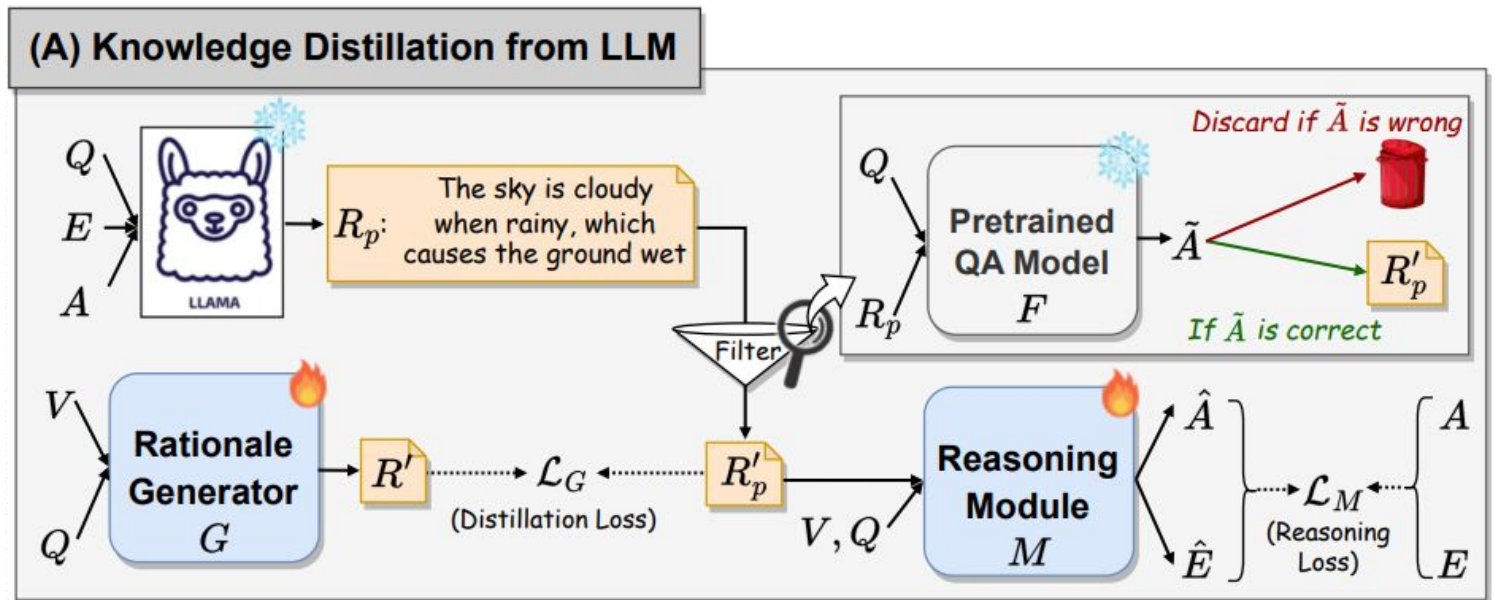 (A) Knowledge Distillation from LLM
Q
E
A
LLAMA
R_p:
The sky is cloudy
when rainy, which
causes the ground wet
Filter
Q
R_p
Pretrained
QA Model
F
Ã
Discard if Ã is wrong
R'_p
If Ã is correct
V
Q
Rationale
Generator
G
R'
ℒ_G
(Distillation Loss)
R'_p
V, Q
Reasoning
Module
M
Â
Ê
ℒ_M
(Reasoning
Loss)
A
E